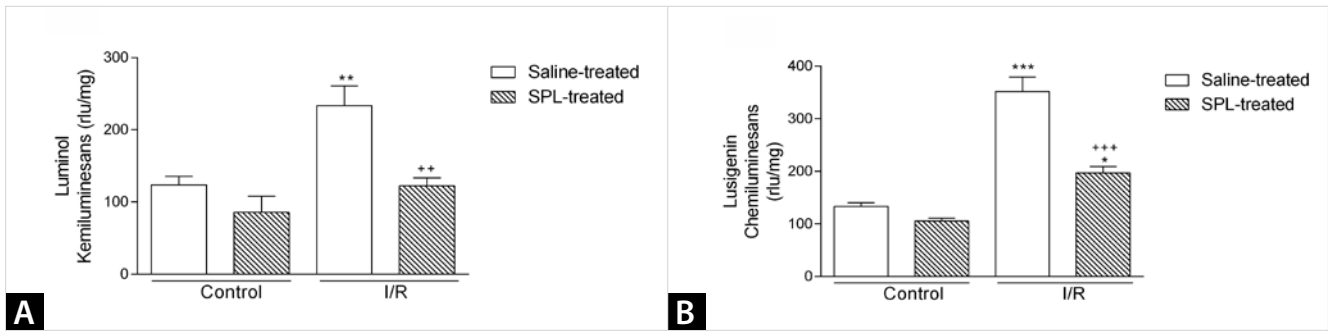 Luminol
Kemiluminesans (rlu/mg)
300
200
100
0
**
++
Saline-treated
SPL-treated
Control
I/R
A
Lusigenin
Chemiluminesans
(rlu/mg)
400
300
200
100
0
***
+++
*
Saline-treated
SPL-treated
Control
I/R
B